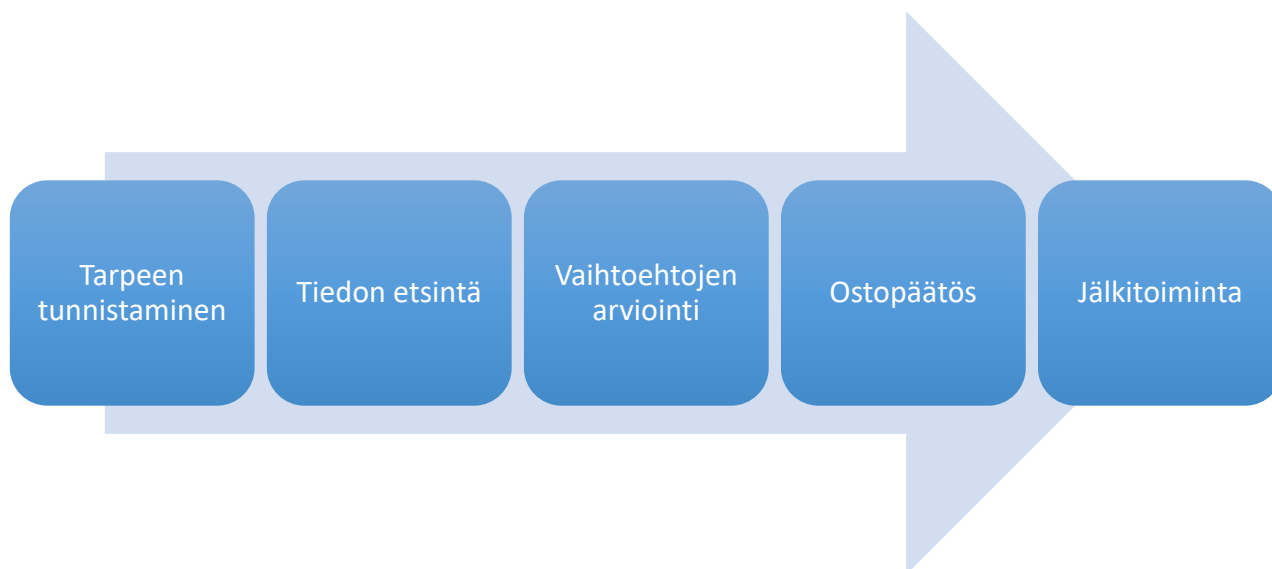 Tarpeen
tunnistaminen
Tiedon etsintä
Vaihtoehtojen
arviointi
Ostopäätös
Jälkitoiminta